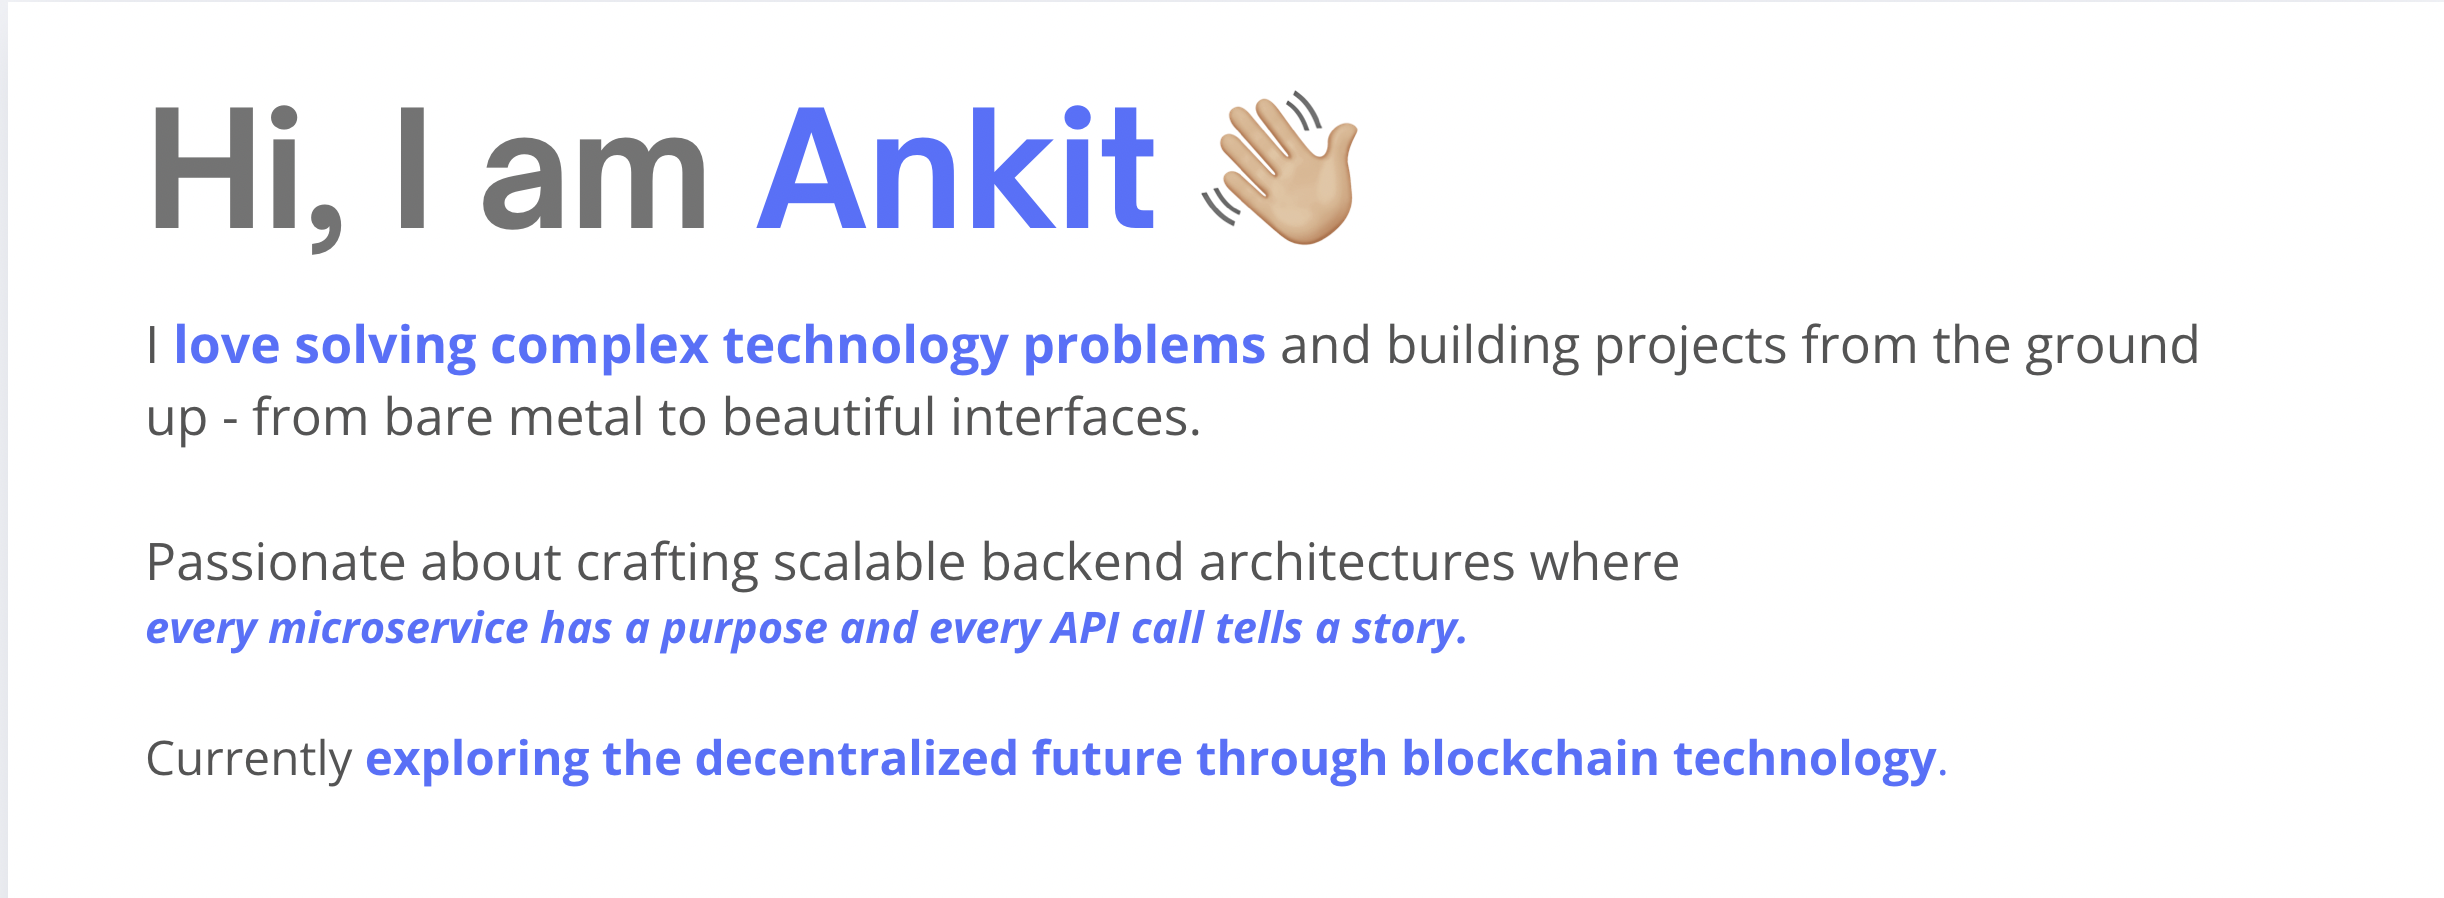 Hi, I am Ankit 👋🏼
I love solving complex technology problems and building projects from the ground
up - from bare metal to beautiful interfaces.
Passionate about crafting scalable backend architectures where
every microservice has a purpose and every API call tells a story.
Currently exploring the decentralized future through blockchain technology.